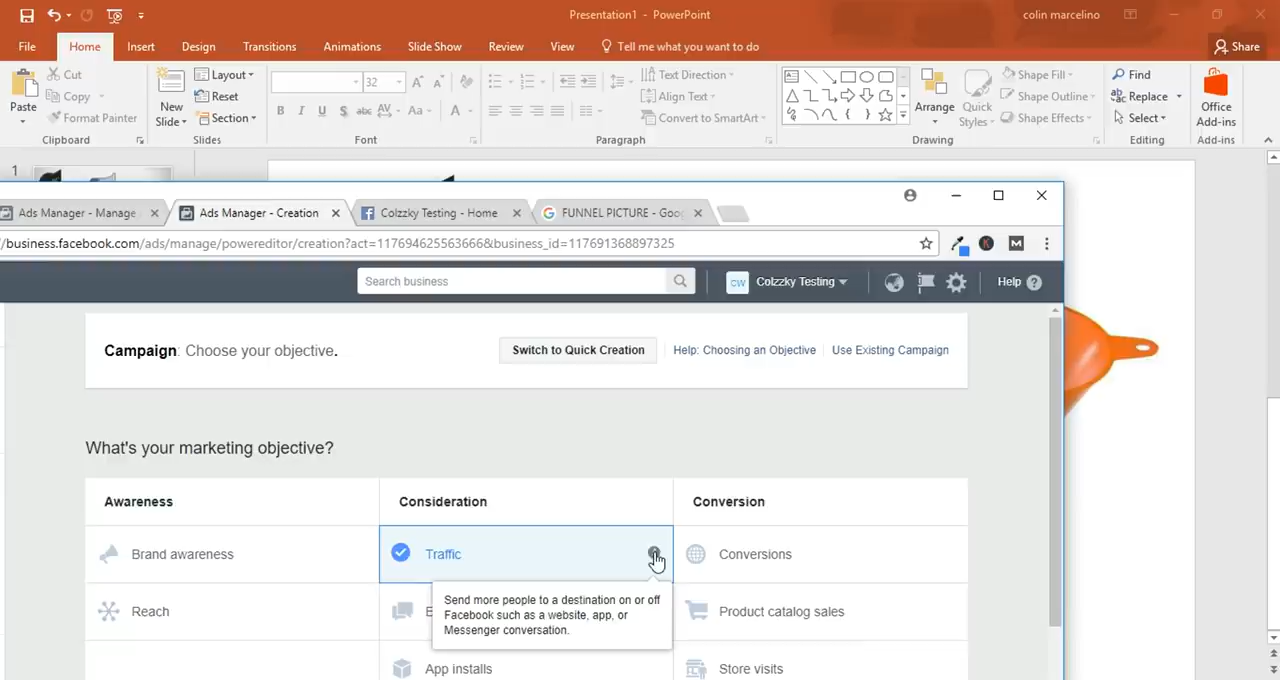 Presentation1 - PowerPoint
colin marcelino
File Home Insert Design Transitions Animations Slide Show Review View Tell me what you want to do Share
Paste
Cut
Copy
Format Painter
Clipboard
New
Slide
Layout
Reset
Section
Slides
32
B I U S abc AV Aa A
Font
Text Direction
Align Text
Convert to SmartArt
Paragraph
Arrange
Quick
Styles
Shape Fill
Shape Outline
Shape Effects
Drawing
Find
Replace
Select
Editing
Office
Add-ins
Add-ins
1
Ads Manager - Manage
Ads Manager - Creation
Colzzky Testing - Home
FUNNEL PICTURE - Goo
/business.facebook.com/ads/manage/powereditor/creation?act=1176946255636666&business_id=117691368897325
Search business
cw
Colzzky Testing
Help ?
Campaign: Choose your objective.
Switch to Quick Creation
Help: Choosing an Objective
Use Existing Campaign
What's your marketing objective?
Awareness
Consideration
Conversion
Brand awareness
Traffic
Conversions
Send more people to a destination on or off
Facebook such as a website, app, or
Messenger conversation.
Reach
Product catalog sales
App installs
Store visits